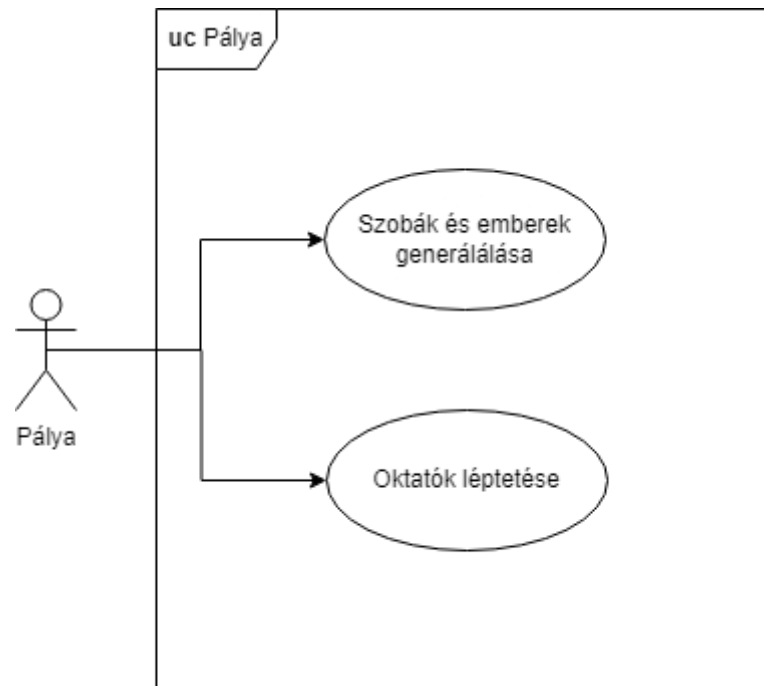 uc Pálya
Szobák és emberek
generálálása
Pálya
Oktatók léptetése